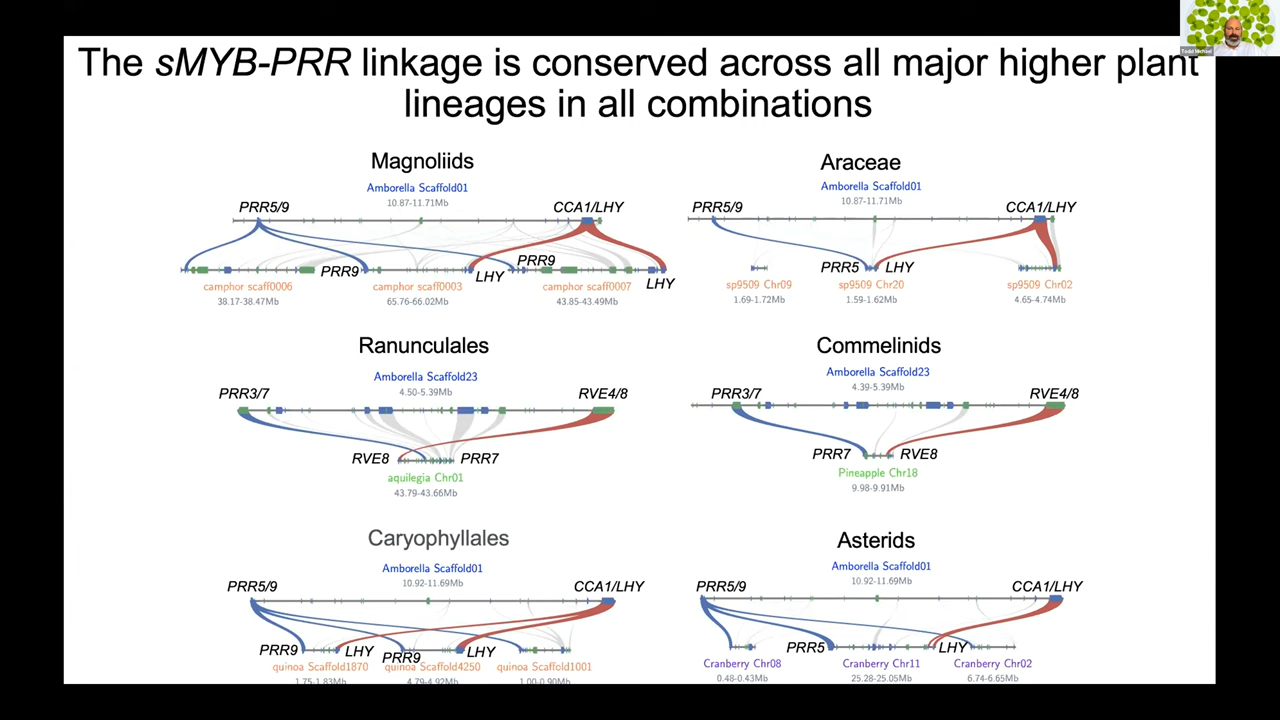 The sMYB-PRR linkage is conserved across all major higher plant
lineages in all combinations
Todd Michael
Magnoliids
Amborella Scaffold01
10.87-11.71Mb
PRR5/9
CCA1/LHY
PRR9
LHY
PRR9
LHY
camphor scaff0006
camphor scaff0003
camphor scaff0007
38.17-38.47Mb
65.76-66.02Mb
43.85-43.49Mb
Araceae
Amborella Scaffold01
10.87-11.71Mb
PRR5/9
CCA1/LHY
PRR5
LHY
sp9509 Chr09
sp9509 Chr20
sp9509 Chr02
1.69-1.72Mb
1.59-1.62Mb
4.65-4.74Mb
Ranunculales
Amborella Scaffold23
4.50-5.39Mb
PRR3/7
RVE4/8
RVE8
PRR7
aquilegia Chr01
43.79-43.66Mb
Commelinids
Amborella Scaffold23
4.39-5.39Mb
PRR3/7
RVE4/8
PRR7
RVE8
Pineapple Chr18
9.98-9.91Mb
Caryophyllales
Amborella Scaffold01
10.92-11.69Mb
PRR5/9
CCA1/LHY
PRR9
LHY
PRR9
LHY
quinoa Scaffold1870
quinoa Scaffold4250
quinoa Scaffold1001
1.75-1.83Mb
4.79-4.92Mb
1.00-0.90Mb
Asterids
Amborella Scaffold01
10.92-11.69Mb
PRR5/9
CCA1/LHY
PRR5
LHY
Cranberry Chr08
Cranberry Chr11
Cranberry Chr02
0.48-0.43Mb
25.28-25.05Mb
6.74-6.65Mb